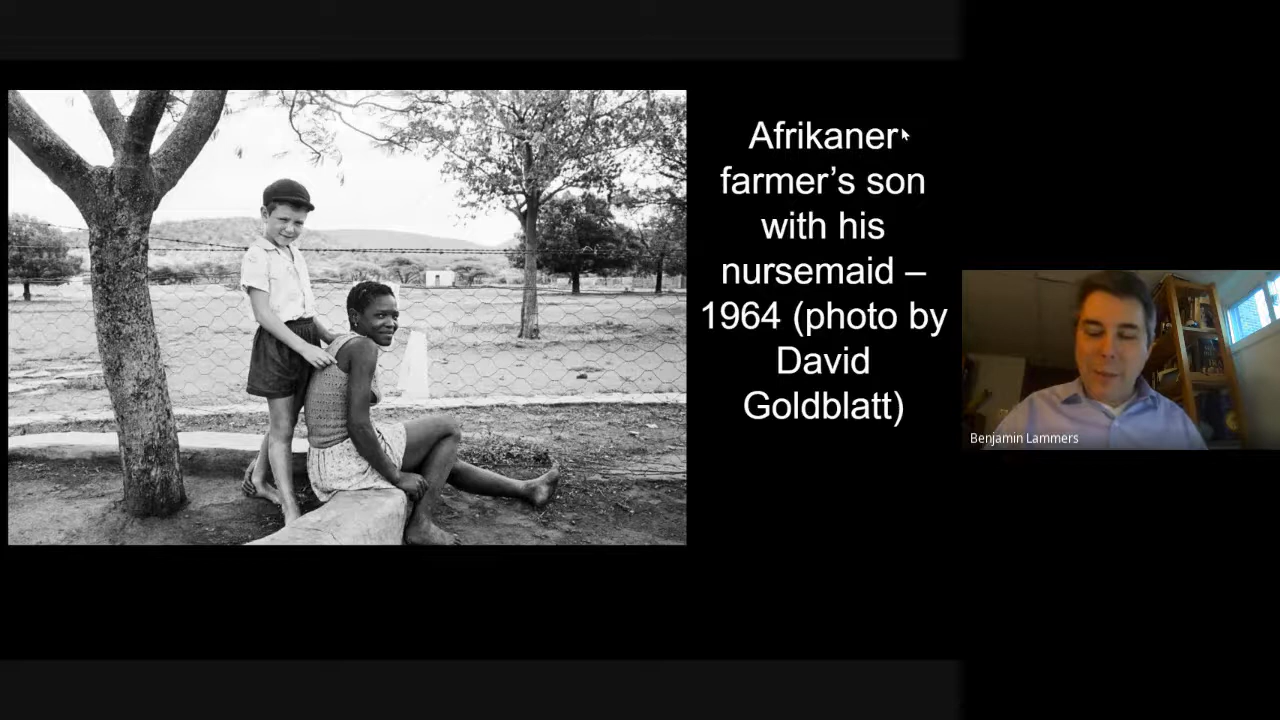 Afrikaner
farmer’s son
with his
nursemaid –
1964 (photo by
David
Goldblatt)
Benjamin Lammers